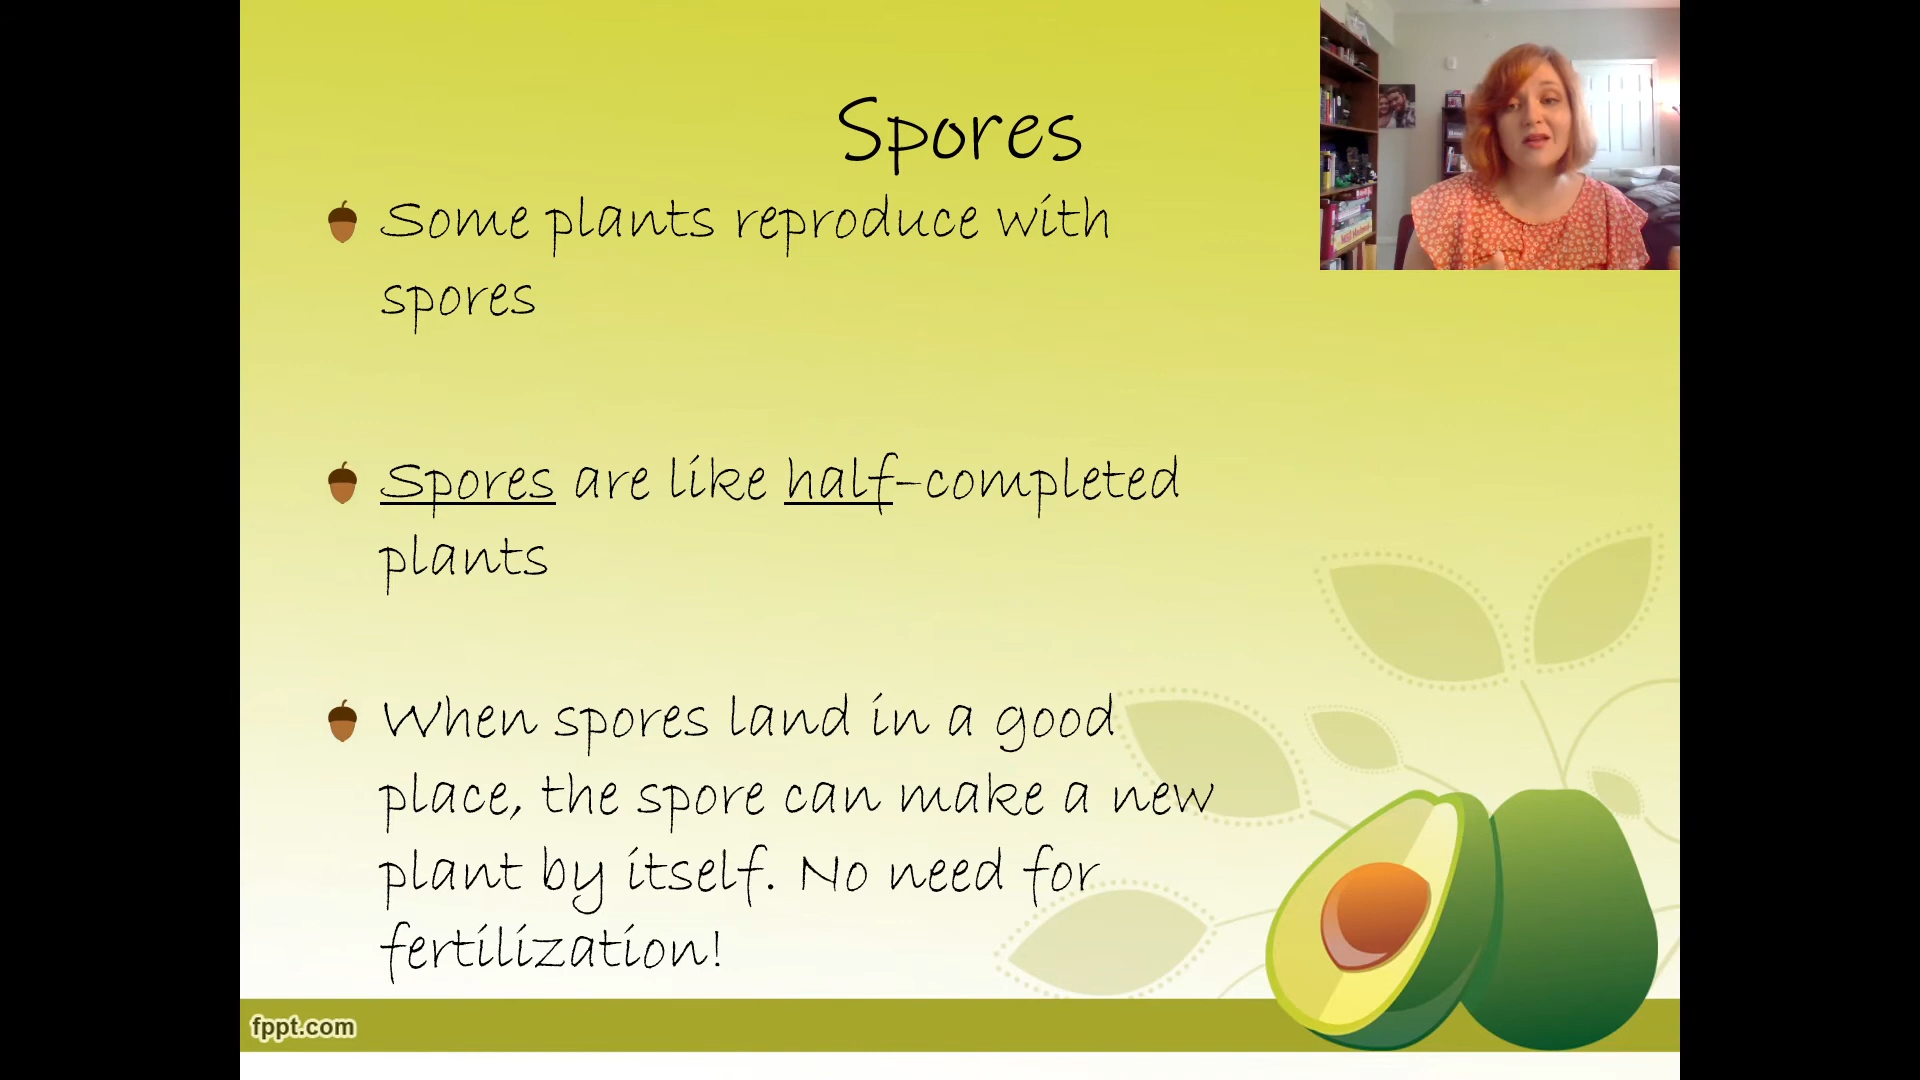 Spores
Some plants reproduce with
spores
Spores are like half-completed
plants
When spores land in a good
place, the spore can make a new
plant by itself. No need for
fertilization!
fppt.com